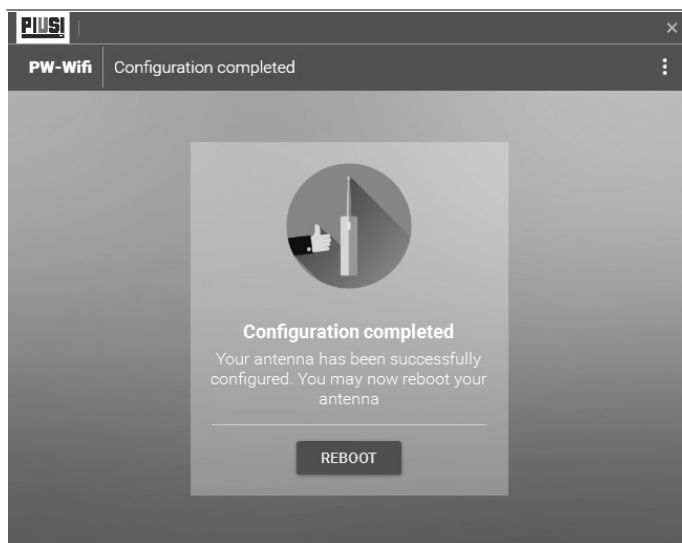 PIUSI
PW-Wifi Configuration completed
Configuration completed
Your antenna has been successfully
configured. You may now reboot your
antenna
REBOOT